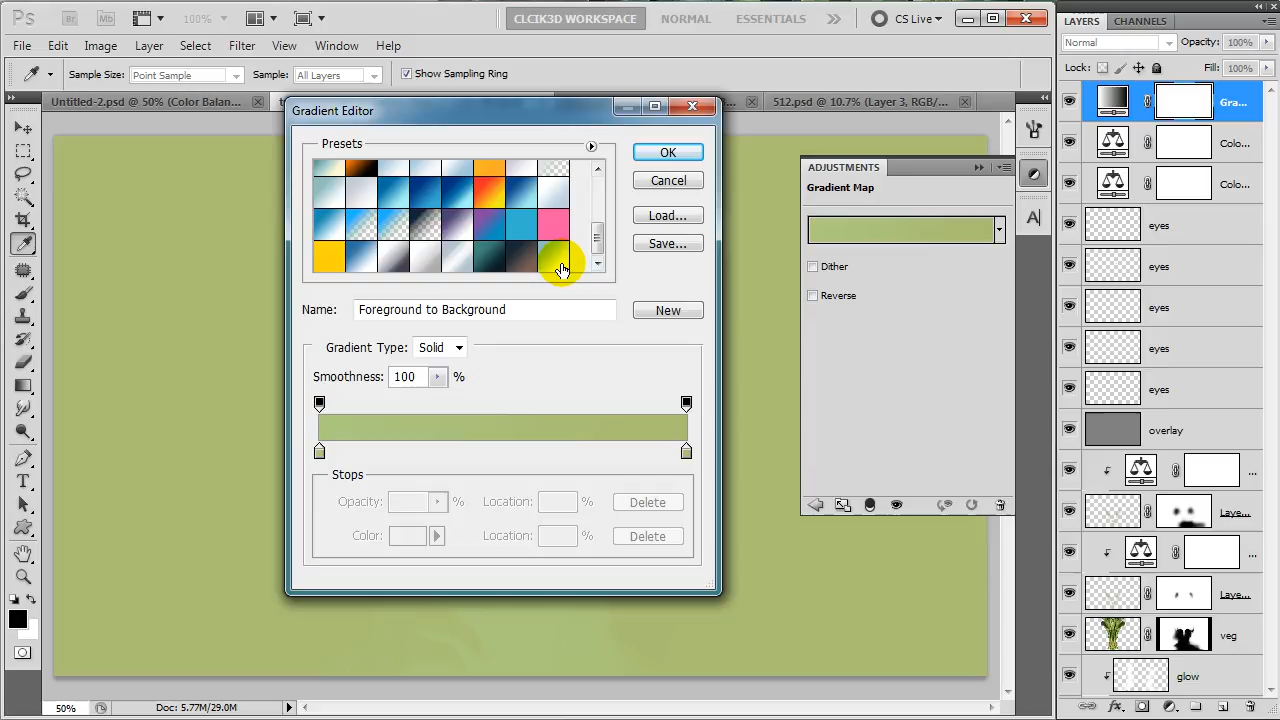 Ps Br Mb 100% CLCIK3D WORKSPACE NORMAL ESSENTIALS CS Live
File Edit Image Layer Select Filter View Window Help
Sample Size: Point Sample Sample: All Layers Show Sampling Ring
Untitled-2.psd @ 50% (Color Balan... 512.psd @ 10.7% (Layer 3, RGB/...
Gradient Editor
Presets
OK
Cancel
Load...
Save...
Name: Foreground to Background New
Gradient Type: Solid
Smoothness: 100 %
Stops
Opacity: % Location: % Delete
Color: Location: % Delete
ADJUSTMENTS
Gradient Map
Dither
Reverse
A
T
LAYERS CHANNELS
Normal Opacity: 100%
Lock: Fill: 100%
Gra...
Colo...
Colo...
eyes
eyes
eyes
eyes
eyes
overlay
...
Laye...
...
Laye...
veg
glow
fx
50% Doc: 5.77M/29.0M